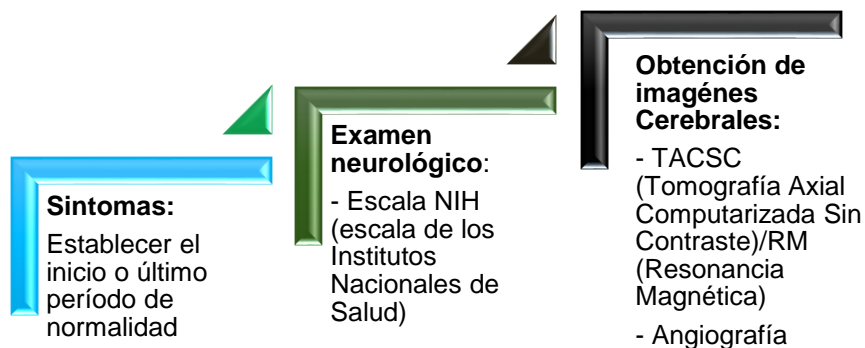 Sintomas:
Establecer el
inicio o último
período de
normalidad
Examen
neurológico:
- Escala NIH
(escala de los
Institutos
Nacionales de
Salud)
Obtención de
imagénes
Cerebrales:
- TACSC
(Tomografía Axial
Computarizada Sin
Contraste)/RM
(Resonancia
Magnética)
- Angiografía